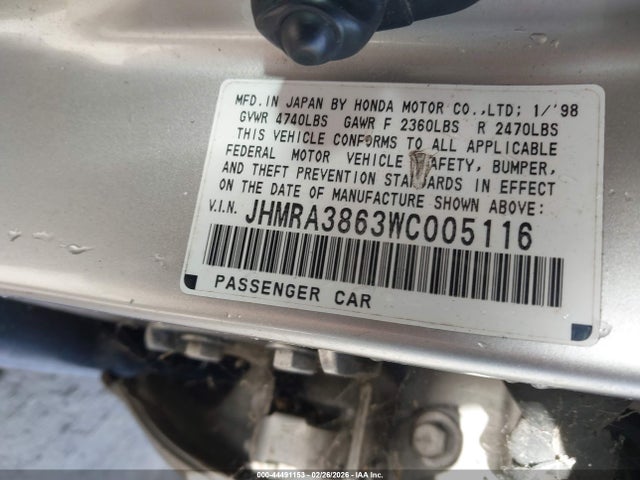 MFD. IN JAPAN BY HONDA MOTOR CO.,LTD; 1/'98
GVWR 4740LBS GAWR F 2360LBS R 2470LBS
THIS VEHICLE CONFORMS TO ALL APPLICABLE
FEDERAL MOTOR VEHICLE SAFETY, BUMPER,
AND THEFT PREVENTION STANDARDS IN EFFECT
ON THE DATE OF MANUFACTURE SHOWN ABOVE:
V.I.N. JHMRA3863WC005116
PASSENGER CAR
000-44491153 - 02/26/2026 - IAA Inc.